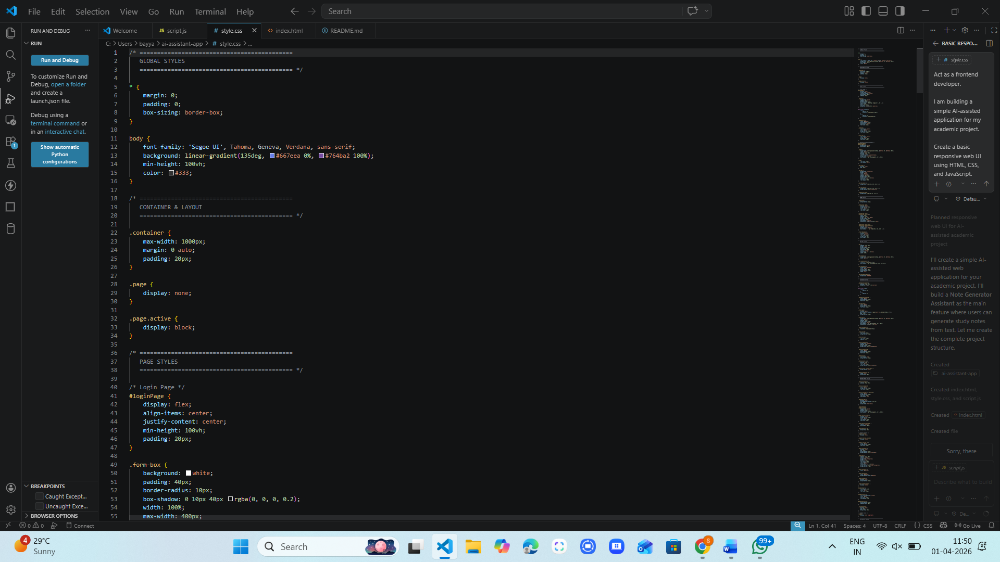 File Edit Selection View Go Run Terminal Help
Search
RUN AND DEBUG
RUN
Run and Debug
To customize Run and
Debug, open a folder
and create a
launch.json file.
Debug using a
terminal command or
in an interactive chat.
Show automatic
Python
configurations
1
BREAKPOINTS
Caught Except...
Uncaught Exce...
BROWSER OPTIONS
Welcome
JS script.js
# style.css
<> index.html
README.md
C: > Users > bayya > ai-assistant-app > # style.css > ...
1 /* ============================================
2 GLOBAL STYLES
3 ============================================ */
4
5 * {
6 margin: 0;
7 padding: 0;
8 box-sizing: border-box;
9 }
10
11 body {
12 font-family: 'Segoe UI', Tahoma, Geneva, Verdana, sans-serif;
13 background: linear-gradient(135deg, #667eea 0%, #764ba2 100%);
14 min-height: 100vh;
15 color: #333;
16 }
17
18 /* ============================================
19 CONTAINER & LAYOUT
20 ============================================ */
21
22 .container {
23 max-width: 1000px;
24 margin: 0 auto;
25 padding: 20px;
26 }
27
28 .page {
29 display: none;
30 }
31
32 .page.active {
33 display: block;
34 }
35
36 /* ============================================
37 PAGE STYLES
38 ============================================ */
39
40 /* Login Page */
41 #loginPage {
42 display: flex;
43 align-items: center;
44 justify-content: center;
45 min-height: 100vh;
46 padding: 20px;
47 }
48
49 .form-box {
50 background: white;
51 padding: 40px;
52 border-radius: 10px;
53 box-shadow: 0 10px 40px rgba(0, 0, 0, 0.2);
54 width: 100%;
55 max-width: 400px;
BASIC RESPO...
# style.css
Act as a frontend
developer.
I am building a
simple AI-assisted
application for my
academic project.
Create a basic
responsive web UI
using HTML, CSS,
and JavaScript.
Defau...
Planned responsive
web UI for AI-
assisted academic
project
I'll create a simple AI-
assisted web
application for your
academic project. I'll
build a Note Generator
Assistant as the main
feature where users can
generate study notes
from text. Let me create
the complete project
structure.
Created
ai-assistant-app
Created index.html,
style.css, and script.js
Created <> index.html
Created file
Sorry, there
JS script.js
Describe what to build
De...
0 0
Connect
Ln 1, Col 41 Spaces: 4 UTF-8 CRLF { } CSS Go Live
4
29°C
Sunny
Search
S
99+
ENG
IN
11:50
01-04-2026